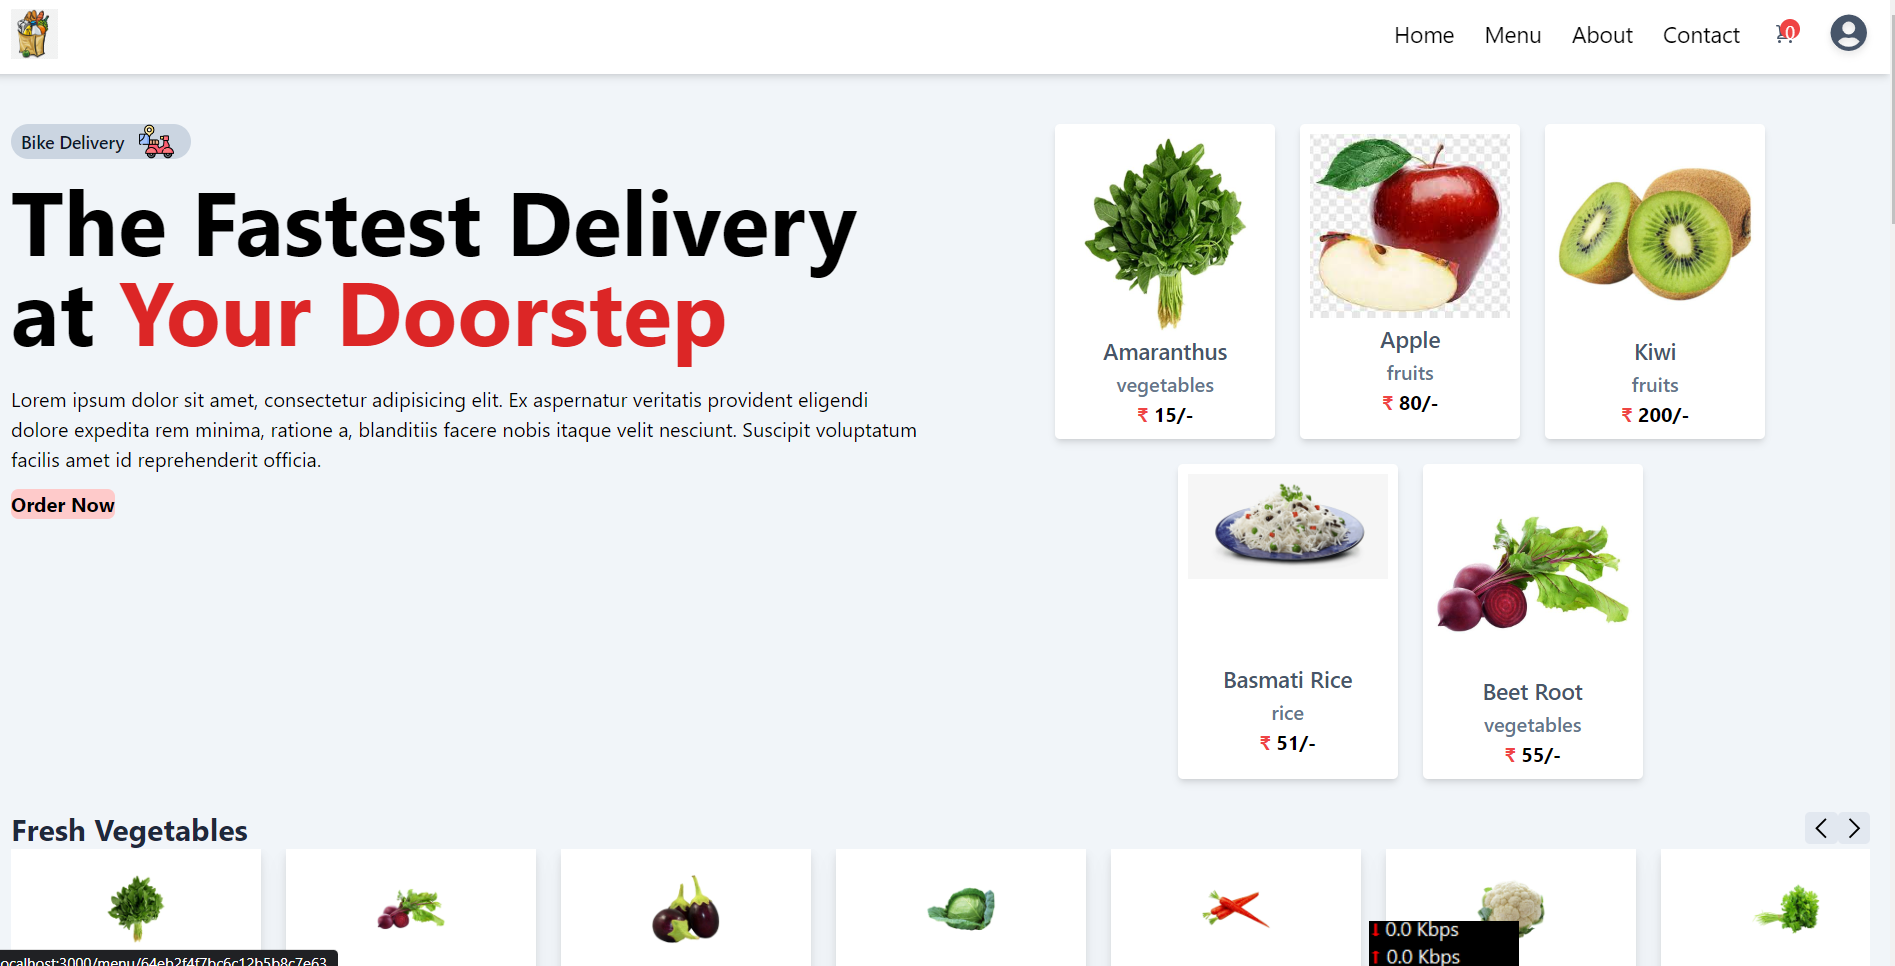 Home Menu About Contact 0
Bike Delivery
The Fastest Delivery
at Your Doorstep
Lorem ipsum dolor sit amet, consectetur adipisicing elit. Ex aspernatur veritatis provident eligendi
dolore expedita rem minima, ratione a, blanditiis facere nobis itaque velit nesciunt. Suscipit voluptatum
facilis amet id reprehenderit officia.
Order Now
Amaranthus
vegetables
₹ 15/-
Apple
fruits
₹ 80/-
Kiwi
fruits
₹ 200/-
Basmati Rice
rice
₹ 51/-
Beet Root
vegetables
₹ 55/-
Fresh Vegetables
0.0 Kbps
0.0 Kbps
ocalhost:3000/menu/64eb2f4f7bc6c12b5b8c7e63